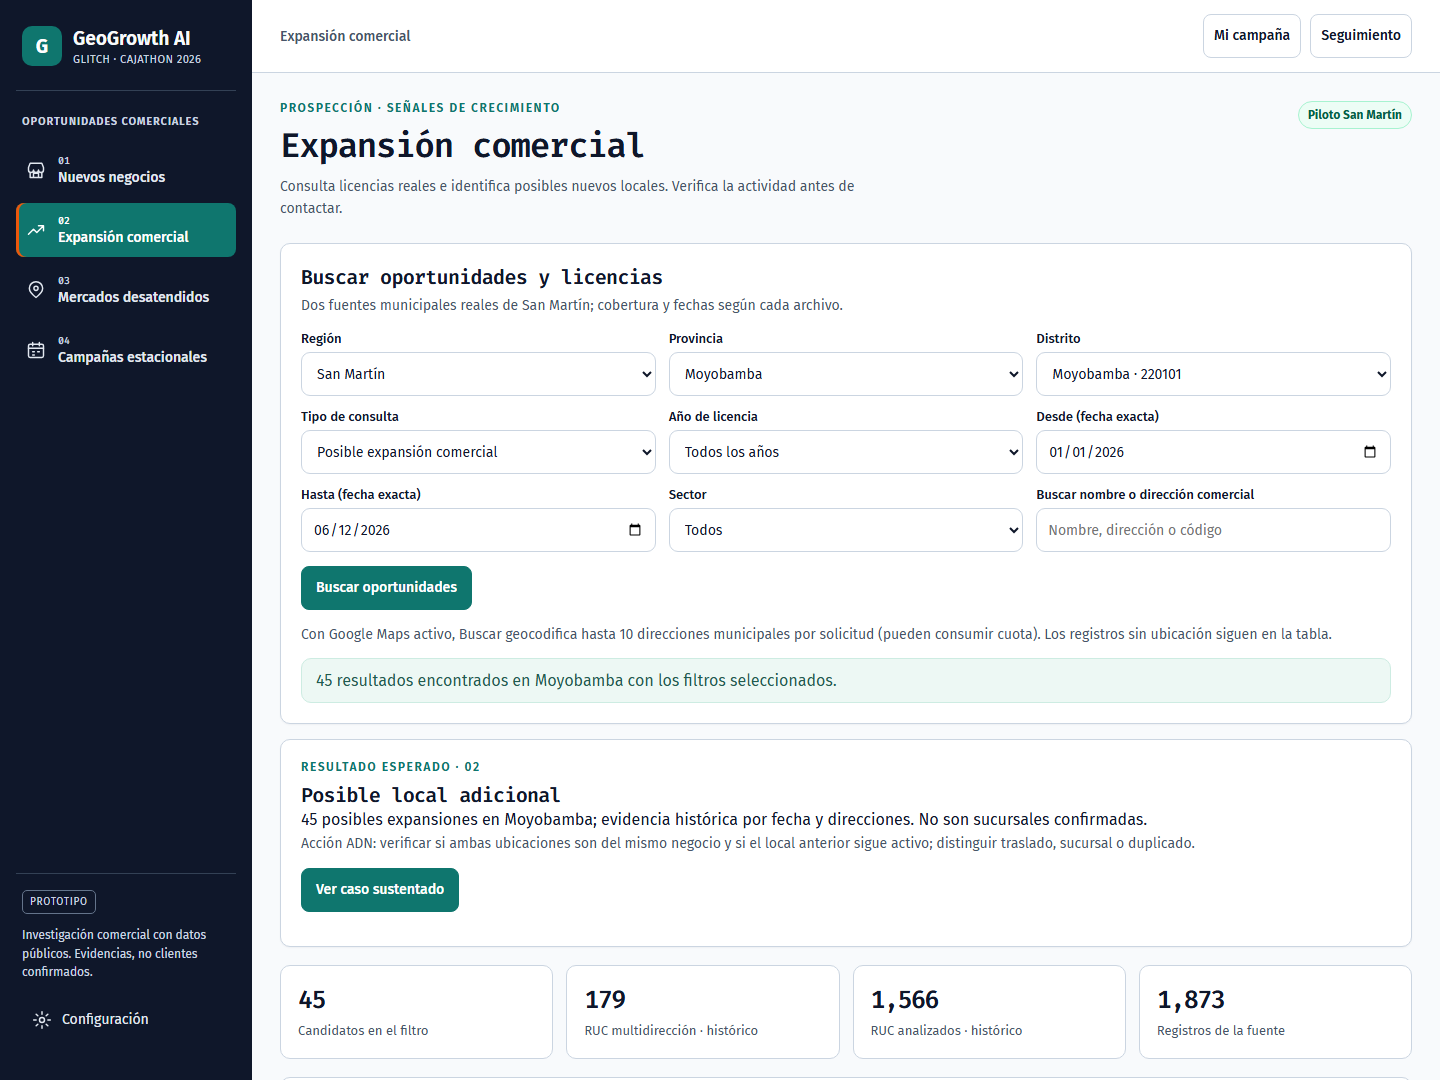 G
GeoGrowth AI
GLITCH · CAJATHON 2026
OPORTUNIDADES COMERCIALES
01
Nuevos negocios
02
Expansión comercial
03
Mercados desatendidos
04
Campañas estacionales
PROTOTIPO
Investigación comercial con datos
públicos. Evidencias, no clientes
confirmados.
Configuración
Expansión comercial
Mi campaña
Seguimiento
PROSPECCIÓN · SEÑALES DE CRECIMIENTO
Piloto San Martín
Expansión comercial
Consulta licencias reales e identifica posibles nuevos locales. Verifica la actividad antes de
contactar.
Buscar oportunidades y licencias
Dos fuentes municipales reales de San Martín; cobertura y fechas según cada archivo.
Región
Provincia
Distrito
San Martín
Moyobamba
Moyobamba · 220101
Tipo de consulta
Año de licencia
Desde (fecha exacta)
Posible expansión comercial
Todos los años
01/01/2026
Hasta (fecha exacta)
Sector
Buscar nombre o dirección comercial
06/12/2026
Todos
Nombre, dirección o código
Buscar oportunidades
Con Google Maps activo, Buscar geocodifica hasta 10 direcciones municipales por solicitud (pueden consumir cuota). Los registros sin ubicación siguen en la tabla.
45 resultados encontrados en Moyobamba con los filtros seleccionados.
RESULTADO ESPERADO · 02
Posible local adicional
45 posibles expansiones en Moyobamba; evidencia histórica por fecha y direcciones. No son sucursales confirmadas.
Acción ADN: verificar si ambas ubicaciones son del mismo negocio y si el local anterior sigue activo; distinguir traslado, sucursal o duplicado.
Ver caso sustentado
45
Candidatos en el filtro
179
RUC multidirección · histórico
1,566
RUC analizados · histórico
1,873
Registros de la fuente